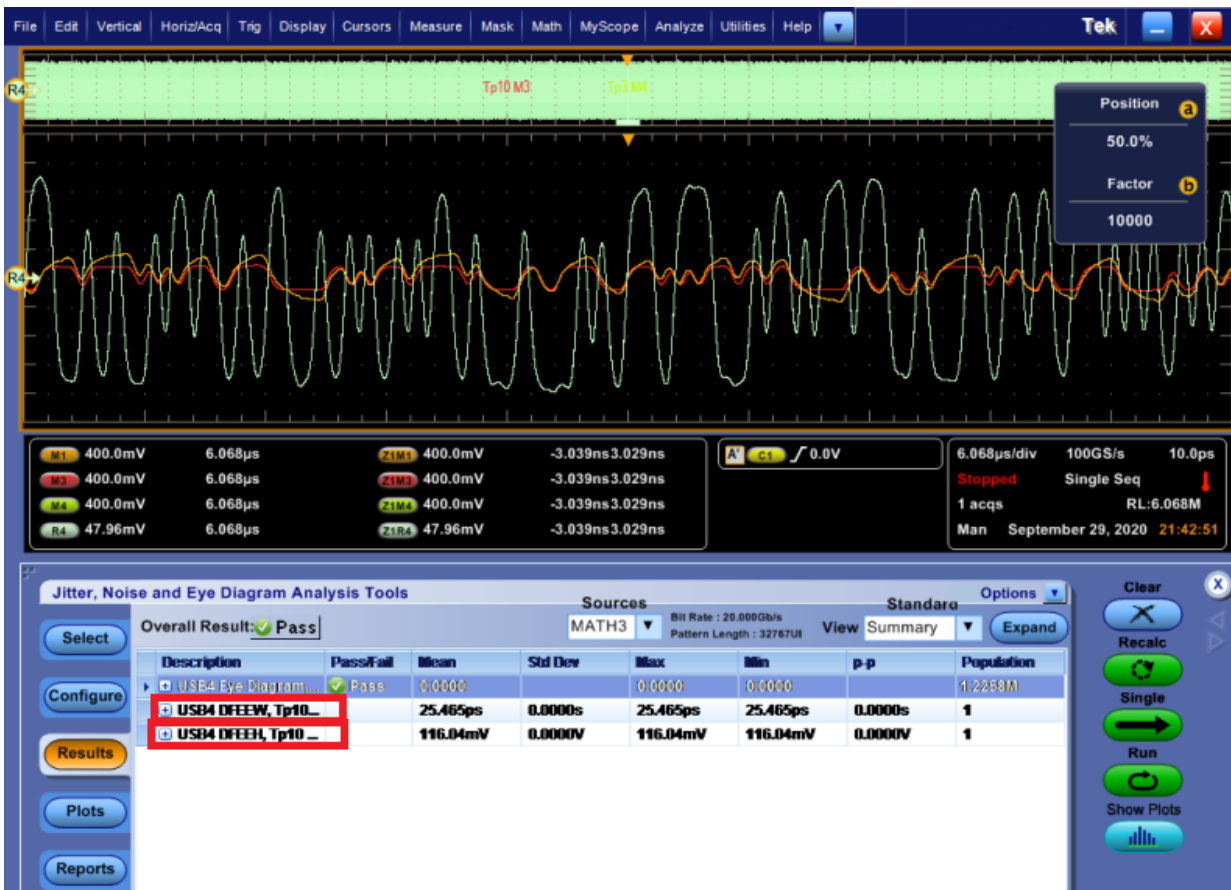 File Edit Vertical Horiz/Acq Trig Display Cursors Measure Mask Math MyScope Analyze Utilities Help Tek X
R4 Tp10 M3 Tp3 M4
Position a
50.0%
Factor b
10000
R4
M1 400.0mV 6.068µs Z1M1 400.0mV -3.039ns3.029ns A' C1 0.0V 6.068µs/div 100GS/s 10.0ps
M3 400.0mV 6.068µs Z1M3 400.0mV -3.039ns3.029ns Stopped Single Seq
M4 400.0mV 6.068µs Z1M4 400.0mV -3.039ns3.029ns 1 acqs RL:6.068M
R4 47.96mV 6.068µs Z1R4 47.96mV -3.039ns3.029ns Man September 29, 2020 21:42:51
Jitter, Noise and Eye Diagram Analysis Tools Options Clear X
Select Overall Result: Pass Sources MATH3 Bit Rate : 20.000Gb/s Pattern Length : 32767UI Standard View Summary Expand Recalc
Description Pass/Fail Mean Std Dev Max Min p-p Population
Configure USB4 Eye Diagram,... Pass 0.0000 0.0000 0.0000 1.2258M Single
USB4 DFEEW, Tp10... 25.465ps 0.0000s 25.465ps 25.465ps 0.0000s 1
USB4 DFEEH, Tp10 ... 116.04mV 0.0000V 116.04mV 116.04mV 0.0000V 1
Results Run
Plots Show Plots
Reports